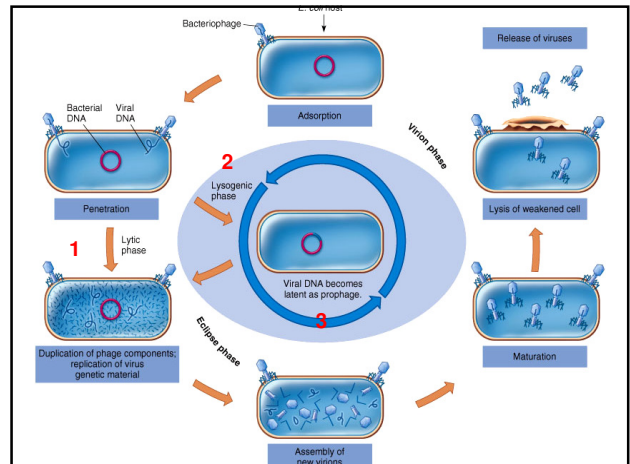 E. coli host
Bacteriophage
Release of viruses
Bacterial
DNA
Viral
DNA
Adsorption
Virion phase
2
Lysogenic
phase
Penetration
Lysis of weakened cell
1
Lytic
phase
Viral DNA becomes
latent as prophage.
3
Eclipse phase
Duplication of phage components;
replication of virus
genetic material
Maturation
Assembly of
new virions